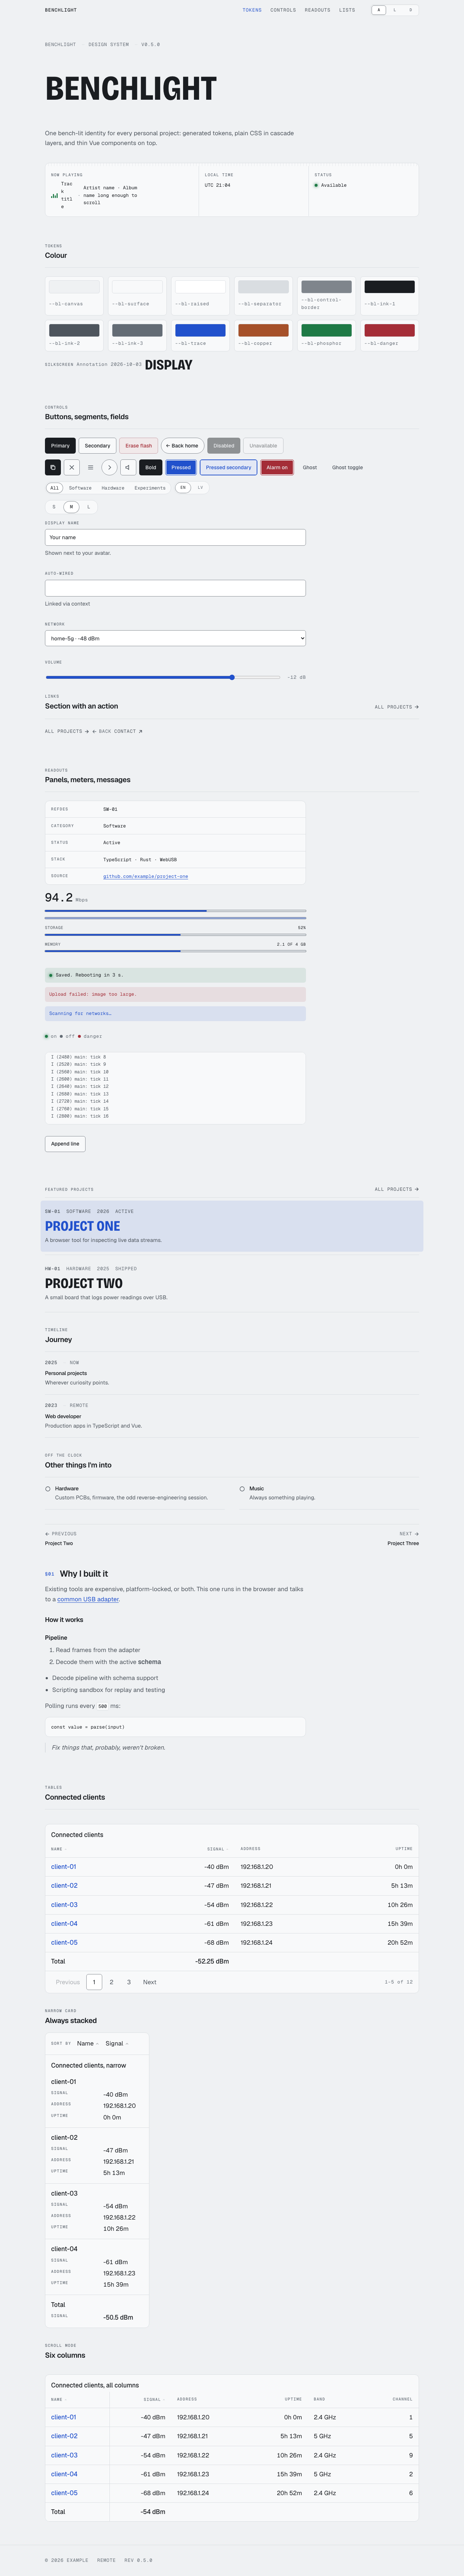 BENCHLIGHT
TOKENS CONTROLS READOUTS LISTS
A L D
BENCHLIGHT · DESIGN SYSTEM · V0.5.0
BENCHLIGHT
One bench-lit identity for every personal project: generated tokens, plain CSS in cascade
layers, and thin Vue components on top.
NOW PLAYING
Trac
k
titl
e
· Artist name · Album
name long enough to
scroll
LOCAL TIME
UTC 21:04
STATUS
Available
TOKENS
Colour
--bl-canvas
--bl-surface
--bl-raised
--bl-separator
--bl-control-
border
--bl-ink-1
--bl-ink-2
--bl-ink-3
--bl-trace
--bl-copper
--bl-phosphor
--bl-danger
SILKSCREEN Annotation 2026-10-03 DISPLAY
CONTROLS
Buttons, segments, fields
Primary Secondary Erase flash ← Back home Disabled Unavailable
Bold Pressed Pressed secondary Alarm on Ghost Ghost toggle
All Software Hardware Experiments EN LV
S M L
DISPLAY NAME
Your name
Shown next to your avatar.
AUTO-WIRED
Linked via context
NETWORK
home-5g · -48 dBm
VOLUME
-12 dB
LINKS
Section with an action
ALL PROJECTS →
ALL PROJECTS → ← BACK CONTACT ↗
READOUTS
Panels, meters, messages
REFDES SW-01
CATEGORY Software
STATUS Active
STACK TypeScript · Rust · WebUSB
SOURCE github.com/example/project-one
94.2 Mbps
STORAGE 52%
MEMORY 2.1 OF 4 GB
Saved. Rebooting in 3 s.
Upload failed: image too large.
Scanning for networks…
on off danger
I (2480) main: tick 8
I (2520) main: tick 9
I (2560) main: tick 10
I (2600) main: tick 11
I (2640) main: tick 12
I (2680) main: tick 13
I (2720) main: tick 14
I (2760) main: tick 15
I (2800) main: tick 16
Append line
FEATURED PROJECTS
ALL PROJECTS →
SW-01 SOFTWARE 2026 ACTIVE
PROJECT ONE
A browser tool for inspecting live data streams.
HW-01 HARDWARE 2025 SHIPPED
PROJECT TWO
A small board that logs power readings over USB.
TIMELINE
Journey
2025 · NOW
Personal projects
Wherever curiosity points.
2023 · REMOTE
Web developer
Production apps in TypeScript and Vue.
OFF THE CLOCK
Other things I'm into
Hardware
Custom PCBs, firmware, the odd reverse-engineering session.
Music
Always something playing.
← PREVIOUS
Project Two
NEXT →
Project Three
§01 Why I built it
Existing tools are expensive, platform-locked, or both. This one runs in the browser and talks
to a common USB adapter.
How it works
Pipeline
1. Read frames from the adapter
2. Decode them with the active schema
• Decode pipeline with schema support
• Scripting sandbox for replay and testing
Polling runs every 500 ms:
const value = parse(input)
Fix things that, probably, weren't broken.
TABLES
Connected clients
Connected clients
NAME SIGNAL ADDRESS UPTIME
client-01 -40 dBm 192.168.1.20 0h 0m
client-02 -47 dBm 192.168.1.21 5h 13m
client-03 -54 dBm 192.168.1.22 10h 26m
client-04 -61 dBm 192.168.1.23 15h 39m
client-05 -68 dBm 192.168.1.24 20h 52m
Total -52.25 dBm
Previous 1 2 3 Next
1-5 of 12
NARROW CARD
Always stacked
SORT BY Name Signal
Connected clients, narrow
client-01
SIGNAL -40 dBm
ADDRESS 192.168.1.20
UPTIME 0h 0m
client-02
SIGNAL -47 dBm
ADDRESS 192.168.1.21
UPTIME 5h 13m
client-03
SIGNAL -54 dBm
ADDRESS 192.168.1.22
UPTIME 10h 26m
client-04
SIGNAL -61 dBm
ADDRESS 192.168.1.23
UPTIME 15h 39m
Total
SIGNAL -50.5 dBm
SCROLL MODE
Six columns
Connected clients, all columns
NAME SIGNAL ADDRESS UPTIME BAND CHANNEL
client-01 -40 dBm 192.168.1.20 0h 0m 2.4 GHz 1
client-02 -47 dBm 192.168.1.21 5h 13m 5 GHz 5
client-03 -54 dBm 192.168.1.22 10h 26m 2.4 GHz 9
client-04 -61 dBm 192.168.1.23 15h 39m 5 GHz 2
client-05 -68 dBm 192.168.1.24 20h 52m 2.4 GHz 6
Total -54 dBm
© 2026 EXAMPLE REMOTE REV 0.5.0